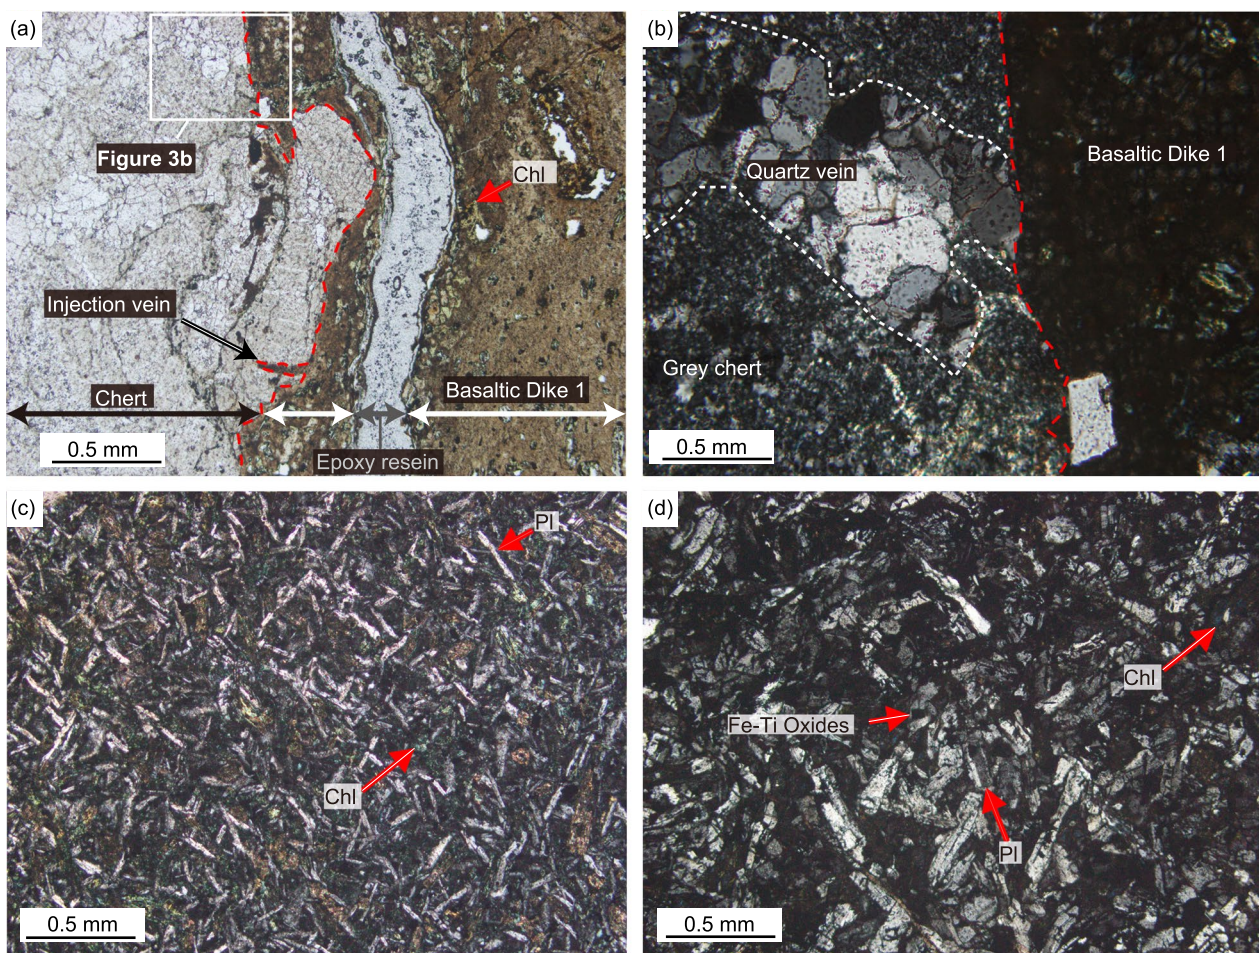 (a)
Figure 3b
Chl
Injection vein
Chert
Basaltic Dike 1
0.5 mm
Epoxy resein
(b)
Quartz vein
Basaltic Dike 1
Grey chert
0.5 mm
(c)
Pl
Chl
0.5 mm
(d)
Chl
Fe-Ti Oxides
Pl
0.5 mm